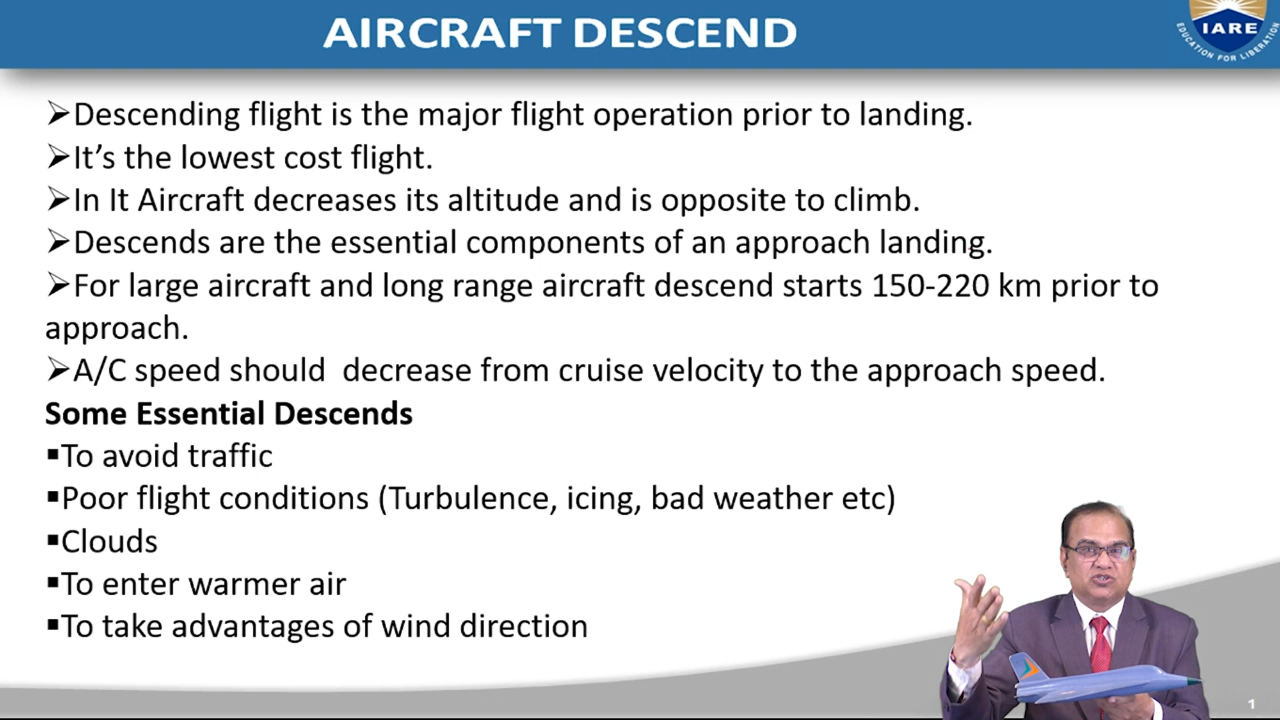 AIRCRAFT DESCEND
IARE
EDUCATION FOR LIBERATION
➢Descending flight is the major flight operation prior to landing.
➢It’s the lowest cost flight.
➢In It Aircraft decreases its altitude and is opposite to climb.
➢Descends are the essential components of an approach landing.
➢For large aircraft and long range aircraft descend starts 150-220 km prior to
approach.
➢A/C speed should  decrease from cruise velocity to the approach speed.
Some Essential Descends
▪To avoid traffic
▪Poor flight conditions (Turbulence, icing, bad weather etc)
▪Clouds
▪To enter warmer air
▪To take advantages of wind direction
1